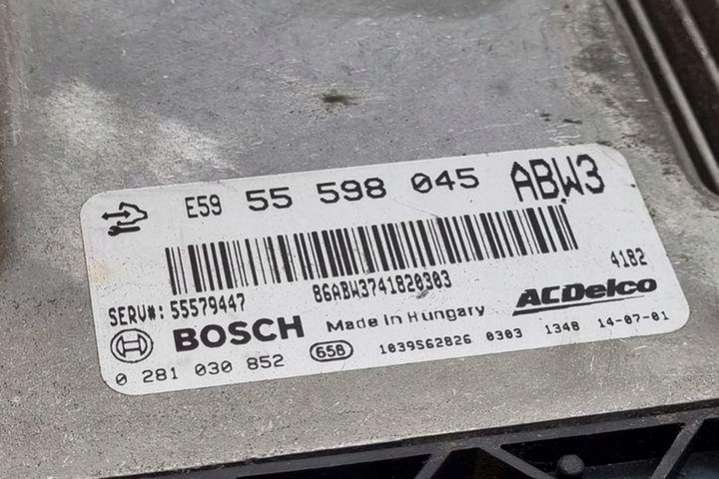 E59 55 598 045 ABW3
86ABW3741820303 4182
SERV#: 55579447
BOSCH Made in Hungary ACDelco
0 281 030 852 658 1039S62826 0303 1348 14-07-01